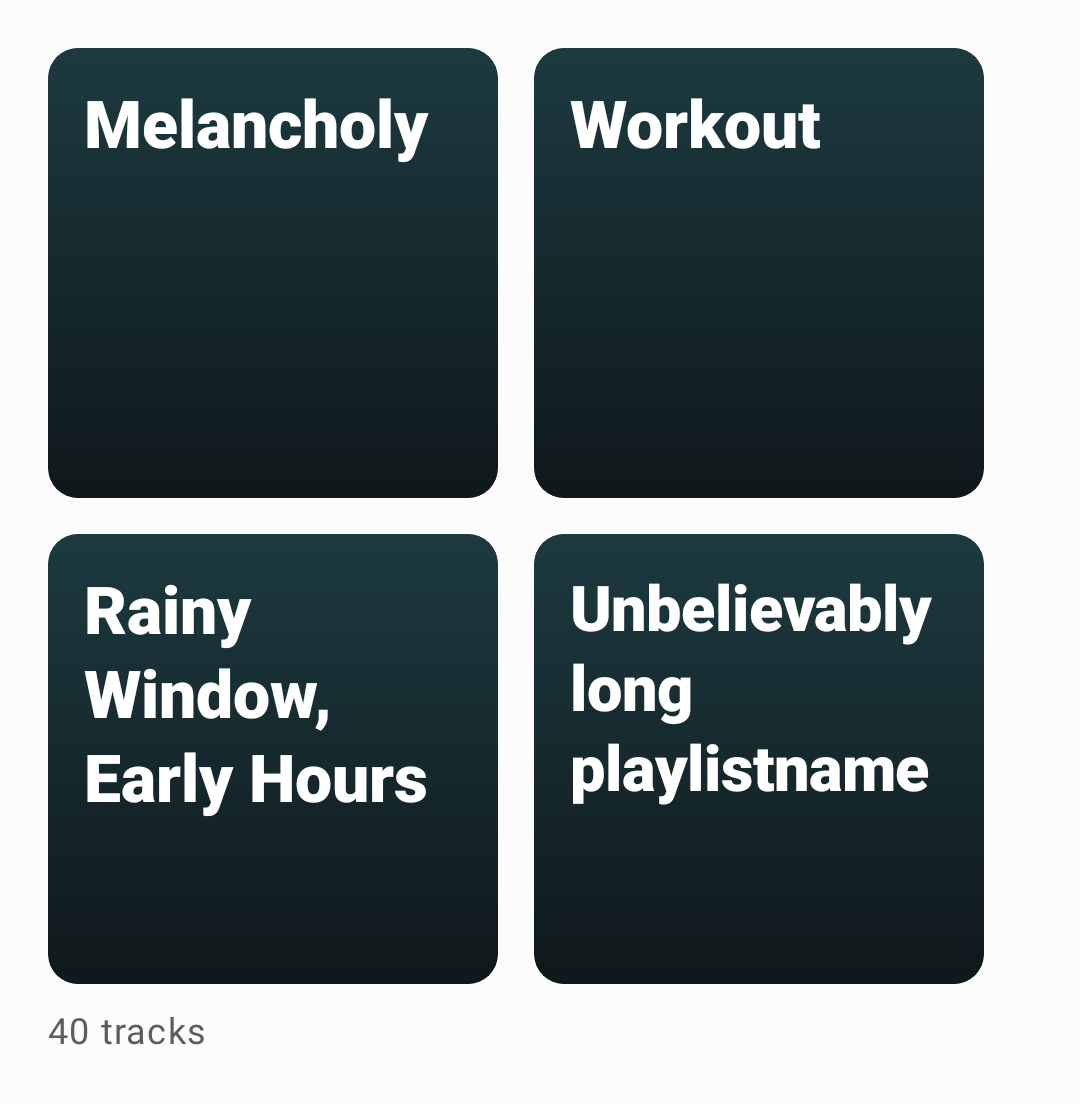 Melancholy
Workout
Rainy
Window,
Early Hours
Unbelievably
long
playlistname
40 tracks